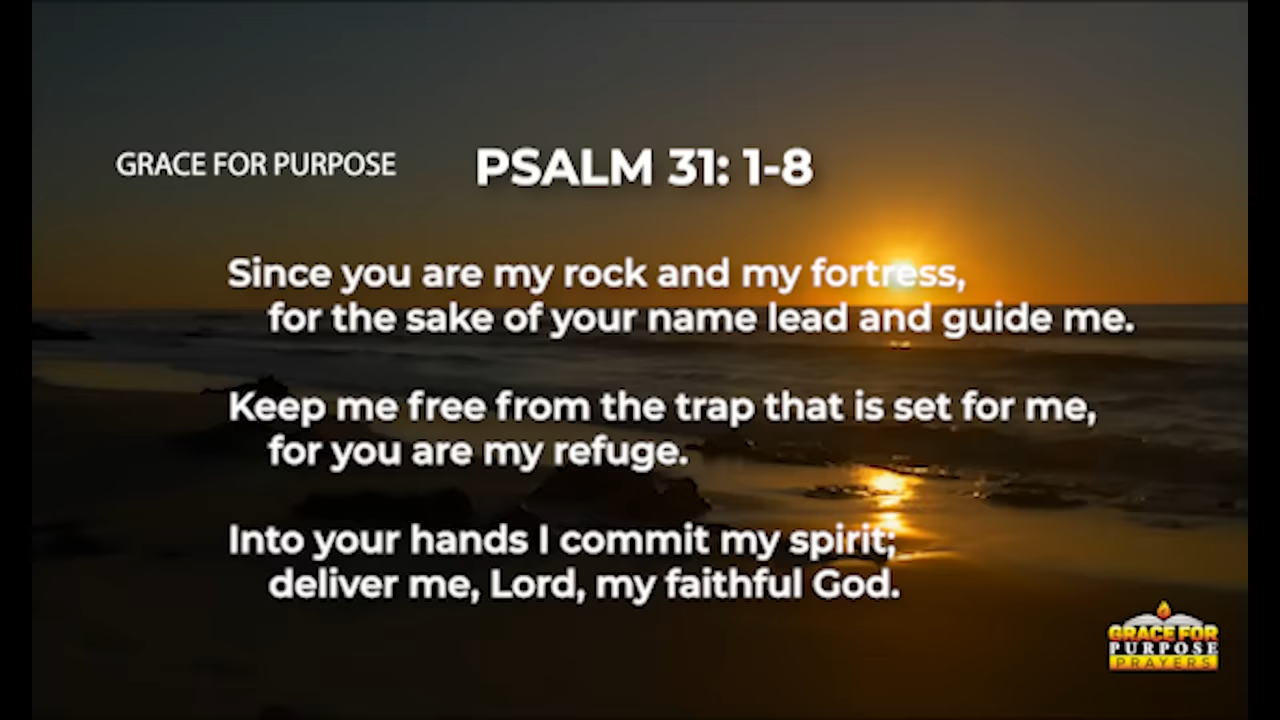 GRACE FOR PURPOSE
PSALM 31: 1-8
Since you are my rock and my fortress,
for the sake of your name lead and guide me.
Keep me free from the trap that is set for me,
for you are my refuge.
Into your hands I commit my spirit;
deliver me, Lord, my faithful God.
GRACE FOR
PURPOSE
PRAYERS